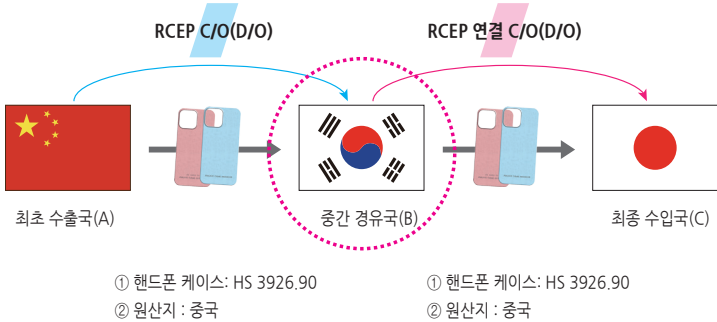 RCEP C/O(D/O)
RCEP 연결 C/O(D/O)
최초 수출국(A)
중간 경유국(B)
최종 수입국(C)
① 핸드폰 케이스: HS 3926.90
② 원산지 : 중국
① 핸드폰 케이스: HS 3926.90
② 원산지 : 중국